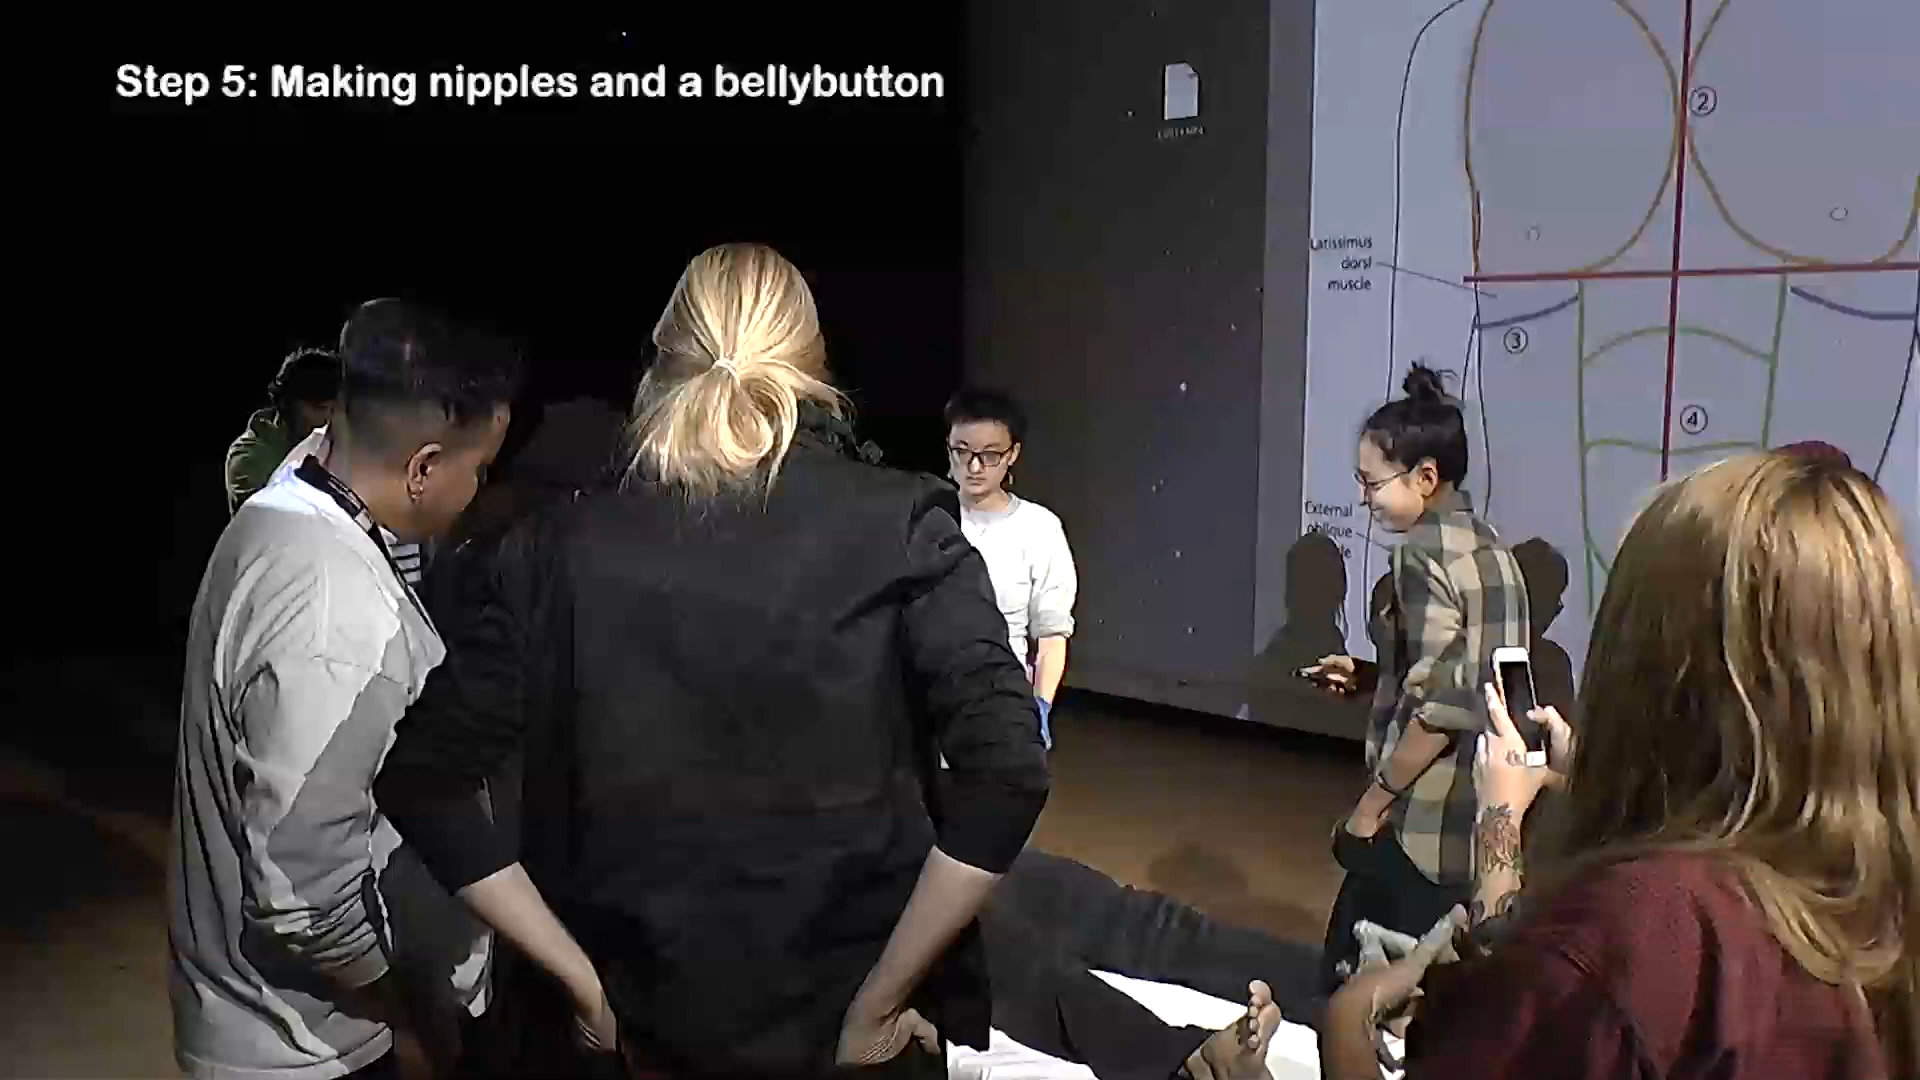 Step 5: Making nipples and a bellybutton
②
Latissimus
dorsi
muscle
③
④
External
oblique